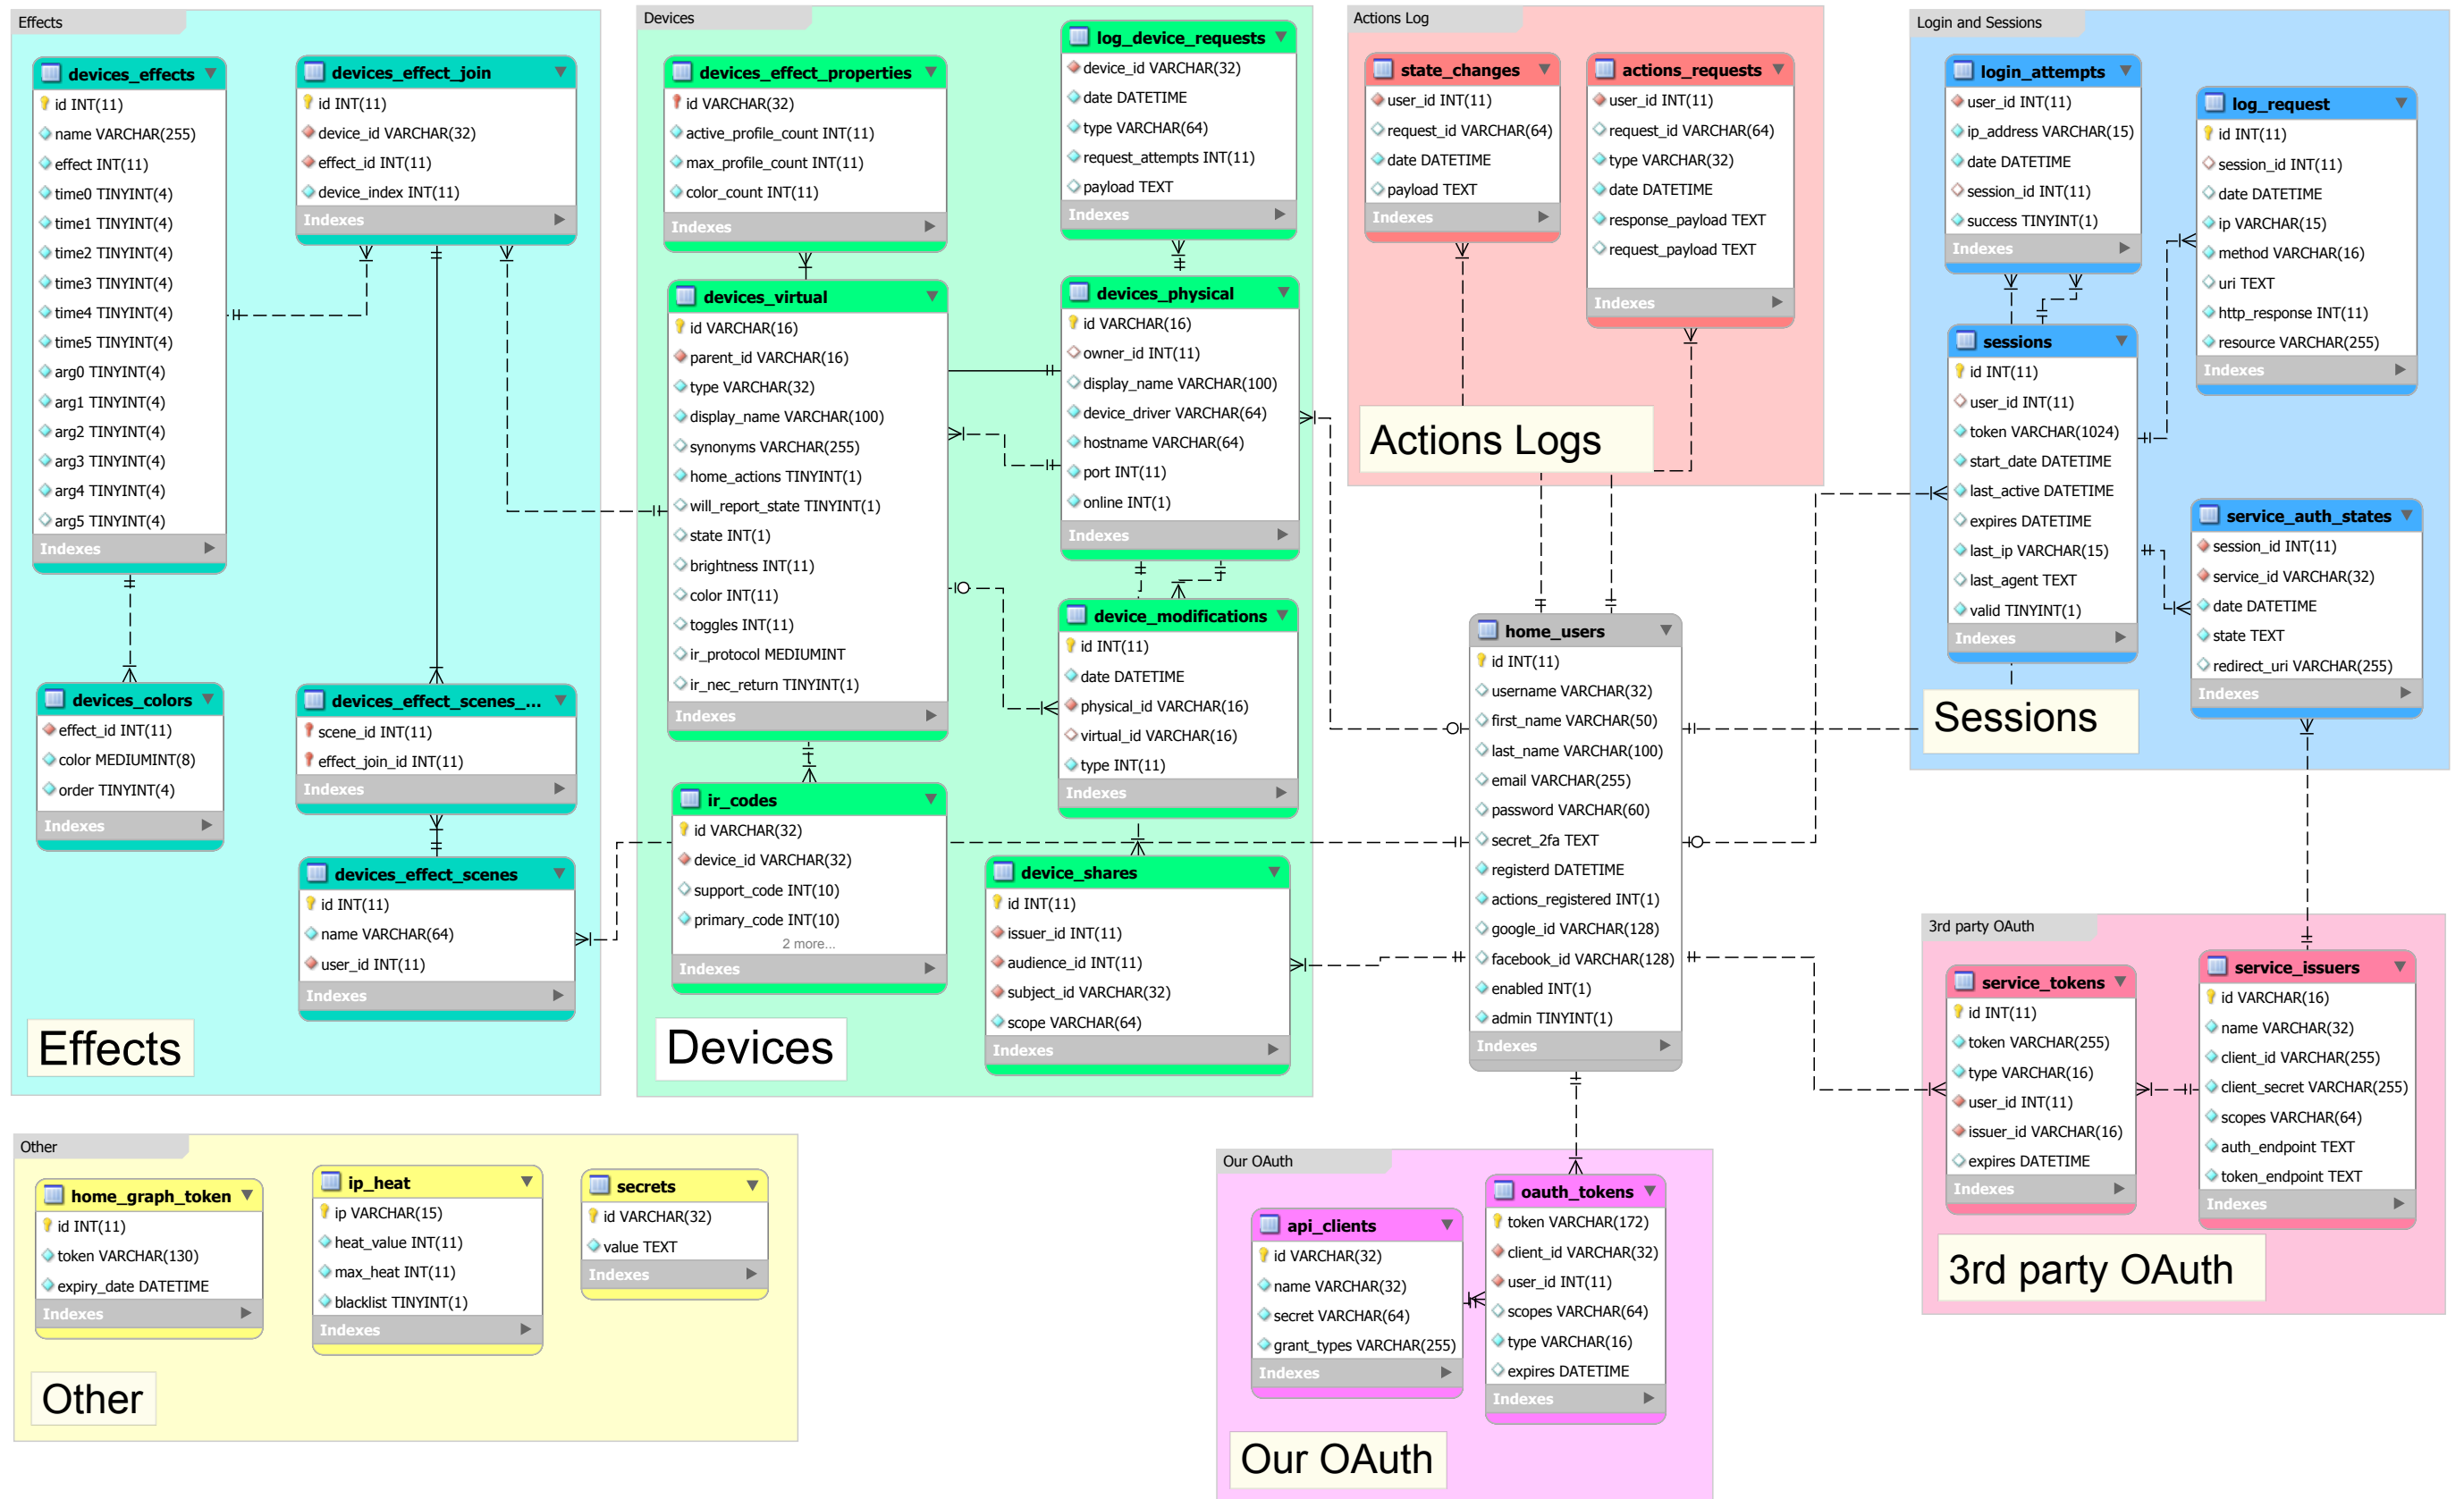 Effects
devices_effects
id INT(11)
name VARCHAR(255)
effect INT(11)
time0 TINYINT(4)
time1 TINYINT(4)
time2 TINYINT(4)
time3 TINYINT(4)
time4 TINYINT(4)
time5 TINYINT(4)
arg0 TINYINT(4)
arg1 TINYINT(4)
arg2 TINYINT(4)
arg3 TINYINT(4)
arg4 TINYINT(4)
arg5 TINYINT(4)
Indexes
devices_effect_join
id INT(11)
device_id VARCHAR(32)
effect_id INT(11)
device_index INT(11)
Indexes
devices_colors
effect_id INT(11)
color MEDIUMINT(8)
order TINYINT(4)
Indexes
devices_effect_scenes_...
scene_id INT(11)
effect_join_id INT(11)
Indexes
devices_effect_scenes
id INT(11)
name VARCHAR(64)
user_id INT(11)
Indexes
Effects
Devices
devices_effect_properties
id VARCHAR(32)
active_profile_count INT(11)
max_profile_count INT(11)
color_count INT(11)
Indexes
log_device_requests
device_id VARCHAR(32)
date DATETIME
type VARCHAR(64)
request_attempts INT(11)
payload TEXT
Indexes
devices_virtual
id VARCHAR(16)
parent_id VARCHAR(16)
type VARCHAR(32)
display_name VARCHAR(100)
synonyms VARCHAR(255)
home_actions TINYINT(1)
will_report_state TINYINT(1)
state INT(1)
brightness INT(11)
color INT(11)
toggles INT(11)
ir_protocol MEDIUMINT
ir_nec_return TINYINT(1)
Indexes
devices_physical
id VARCHAR(16)
owner_id INT(11)
display_name VARCHAR(100)
device_driver VARCHAR(64)
hostname VARCHAR(64)
port INT(11)
online INT(1)
Indexes
device_modifications
id INT(11)
date DATETIME
physical_id VARCHAR(16)
virtual_id VARCHAR(16)
type INT(11)
Indexes
ir_codes
id VARCHAR(32)
device_id VARCHAR(32)
support_code INT(10)
primary_code INT(10)
2 more...
Indexes
device_shares
id INT(11)
issuer_id INT(11)
audience_id INT(11)
subject_id VARCHAR(32)
scope VARCHAR(64)
Indexes
Devices
Actions Log
state_changes
user_id INT(11)
request_id VARCHAR(64)
date DATETIME
payload TEXT
Indexes
actions_requests
user_id INT(11)
request_id VARCHAR(64)
type VARCHAR(32)
date DATETIME
response_payload TEXT
request_payload TEXT
Indexes
Actions Logs
home_users
id INT(11)
username VARCHAR(32)
first_name VARCHAR(50)
last_name VARCHAR(100)
email VARCHAR(255)
password VARCHAR(60)
secret_2fa TEXT
registerd DATETIME
actions_registered INT(1)
google_id VARCHAR(128)
facebook_id VARCHAR(128)
enabled INT(1)
admin TINYINT(1)
Indexes
Login and Sessions
login_attempts
user_id INT(11)
ip_address VARCHAR(15)
date DATETIME
session_id INT(11)
success TINYINT(1)
Indexes
log_request
id INT(11)
session_id INT(11)
date DATETIME
ip VARCHAR(15)
method VARCHAR(16)
uri TEXT
http_response INT(11)
resource VARCHAR(255)
Indexes
sessions
id INT(11)
user_id INT(11)
token VARCHAR(1024)
start_date DATETIME
last_active DATETIME
expires DATETIME
last_ip VARCHAR(15)
last_agent TEXT
valid TINYINT(1)
Indexes
service_auth_states
session_id INT(11)
service_id VARCHAR(32)
date DATETIME
state TEXT
redirect_uri VARCHAR(255)
Indexes
Sessions
3rd party OAuth
service_tokens
id INT(11)
token VARCHAR(255)
type VARCHAR(16)
user_id INT(11)
issuer_id VARCHAR(16)
expires DATETIME
Indexes
service_issuers
id VARCHAR(16)
name VARCHAR(32)
client_id VARCHAR(255)
client_secret VARCHAR(255)
scopes VARCHAR(64)
auth_endpoint TEXT
token_endpoint TEXT
Indexes
3rd party OAuth
Other
home_graph_token
id INT(11)
token VARCHAR(130)
expiry_date DATETIME
Indexes
ip_heat
ip VARCHAR(15)
heat_value INT(11)
max_heat INT(11)
blacklist TINYINT(1)
Indexes
secrets
id VARCHAR(32)
value TEXT
Indexes
Other
Our OAuth
api_clients
id VARCHAR(32)
name VARCHAR(32)
secret VARCHAR(64)
grant_types VARCHAR(255)
Indexes
oauth_tokens
token VARCHAR(172)
client_id VARCHAR(32)
user_id INT(11)
scopes VARCHAR(64)
type VARCHAR(16)
expires DATETIME
Indexes
Our OAuth